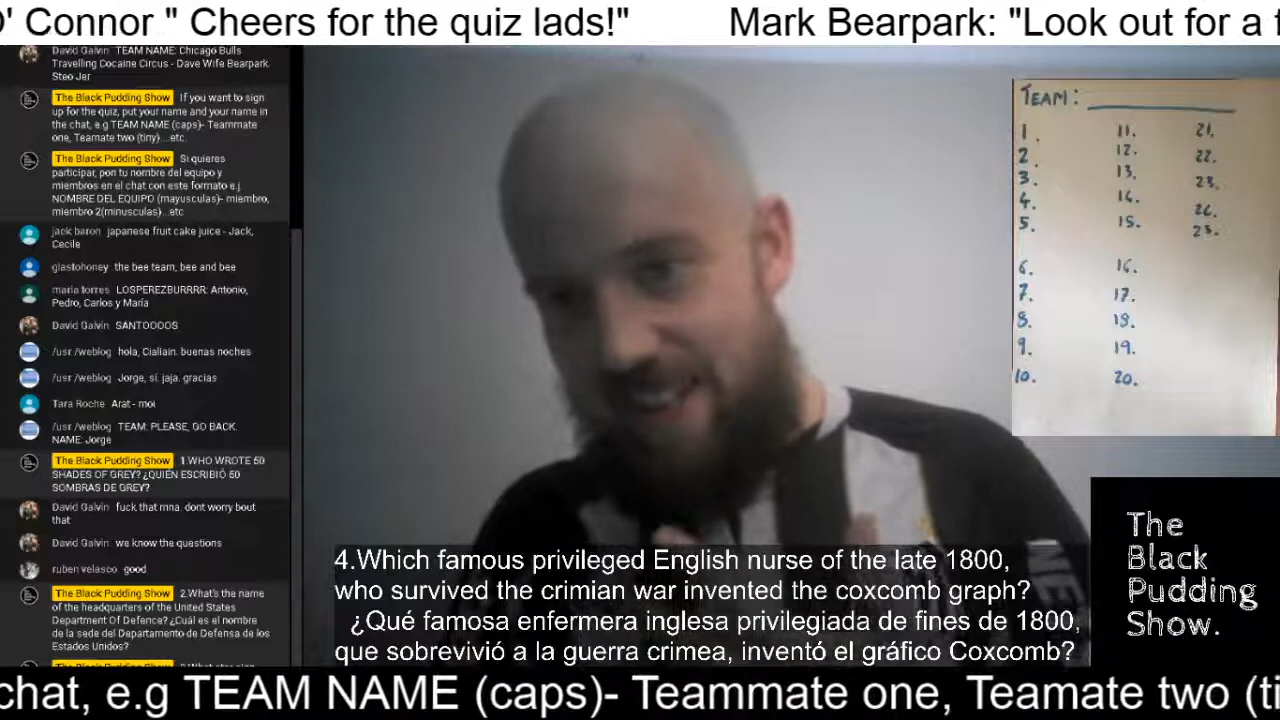 O' Connor " Cheers for the quiz lads!" Mark Bearpark: "Look out for a
David Galvin TEAM NAME: Chicago Bulls
Travelling Cocaine Circus - Dave Wife Bearpark
Steo Jer
The Black Pudding Show If you want to sign
up for the quiz, put your name and your name in
the chat, e.g TEAM NAME (caps)- Teammate
one, Teamate two (tiny)....etc.
The Black Pudding Show Si quieres
participar, pon tu nombre del equipo y
miembros en el chat con este formato e.j
NOMBRE DEL EQUIPO (mayusculas)- miembro,
miembro 2(minusculas)...etc
jack baron japanese fruit cake juice - Jack,
Cecile
glastohoney the bee team, bee and bee
maria torres LOSPEREZBURRRR: Antonio,
Pedro, Carlos y María
David Galvin SANTOOOOS
/usr /weblog hola, Cialiain. buenas noches
/usr /weblog Jorge, sí. jaja. gracias
Tara Roche Arat - moi
/usr /weblog TEAM: PLEASE, GO BACK.
NAME: Jorge
The Black Pudding Show 1.WHO WROTE 50
SHADES OF GREY? ¿QUIÉN ESCRIBIÓ 50
SOMBRAS DE GREY?
David Galvin fuck that rnna. dont worry bout
that
David Galvin we know the questions
ruben velasco good
The Black Pudding Show 2.What's the name
of the headquarters of the United States
Department Of Defence? ¿Cuál es el nombre
de la sede del Departamento de Defensa de los
Estados Unidos?
TEAM:
1. 11. 21.
2. 12. 22.
3. 13. 23.
4. 14. 24.
5. 15. 25.
6. 16.
7. 17.
8. 18.
9. 19.
10. 20.
4.Which famous privileged English nurse of the late 1800,
who survived the crimian war invented the coxcomb graph?
¿Qué famosa enfermera inglesa privilegiada de fines de 1800,
que sobrevivió a la guerra crimea, inventó el gráfico Coxcomb?
The
Black
Pudding
Show.
chat, e.g TEAM NAME (caps)- Teammate one, Teamate two (ti